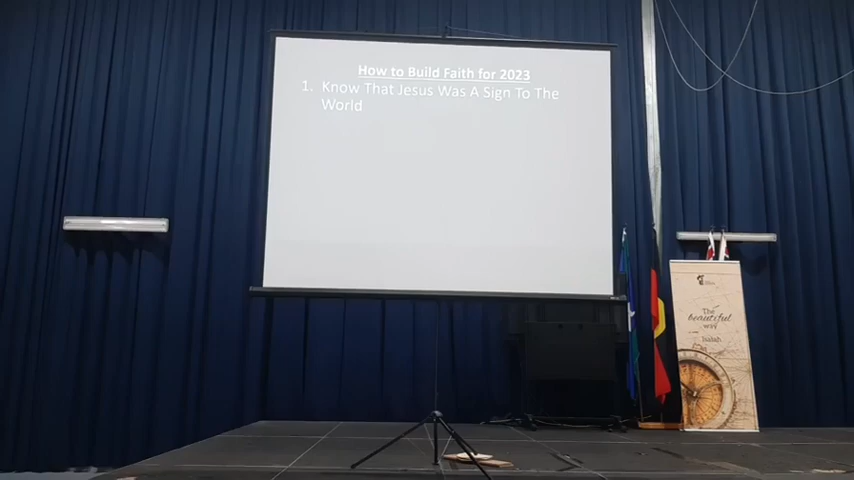 How to Build Faith for 2023
1. Know That Jesus Was A Sign To The
World
The
beautiful
way
Isaiah